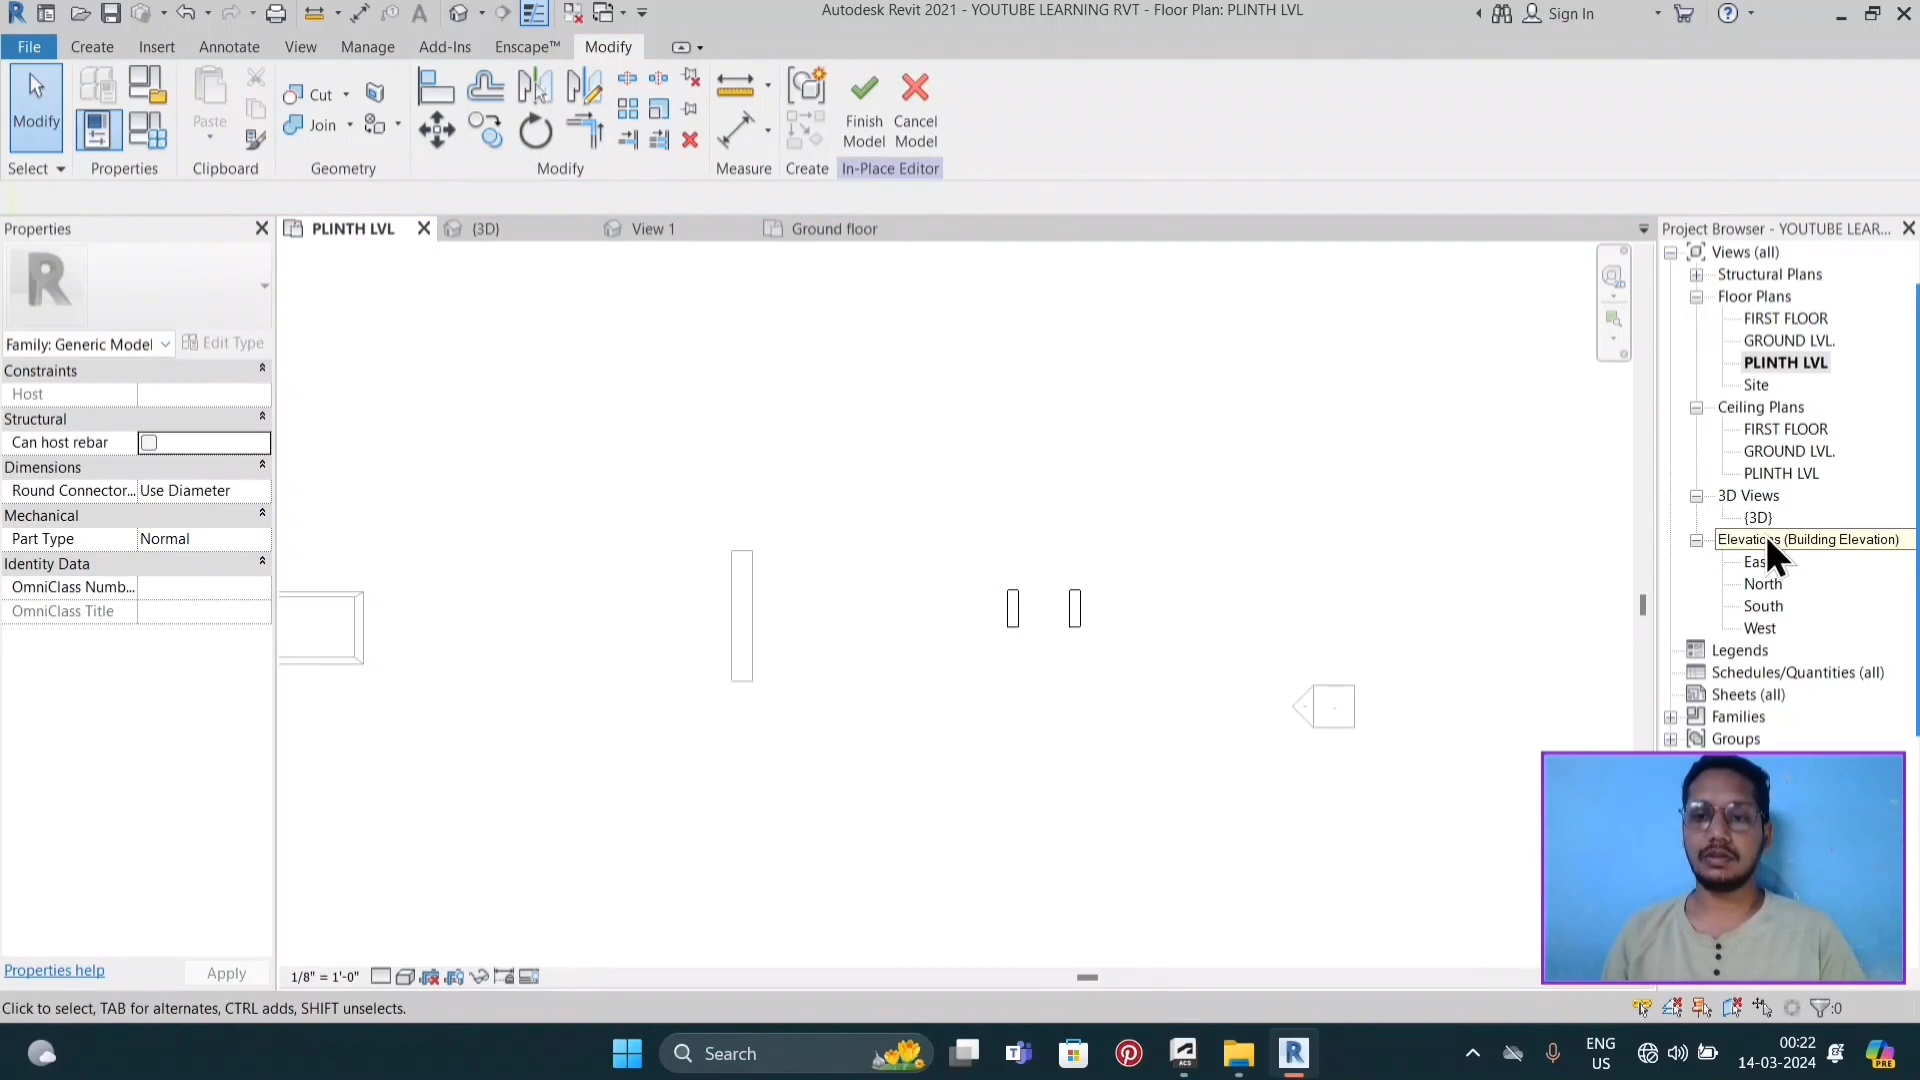 Autodesk Revit 2021 - YOUTUBE LEARNING RVT - Floor Plan: PLINTH LVL
Sign In
File
Create
Insert
Annotate
View
Manage
Add-Ins
Enscape™
Modify
Modify
Paste
Cut
Join
Finish
Model
Cancel
Model
Select
Properties
Clipboard
Geometry
Modify
Measure
Create
In-Place Editor
Properties
Family: Generic Model
Edit Type
Constraints
Host
Structural
Can host rebar
Dimensions
Round Connector...
Use Diameter
Mechanical
Part Type
Normal
Identity Data
OmniClass Numb...
OmniClass Title
Properties help
Apply
PLINTH LVL
{3D}
View 1
Ground floor
2D
1/8" = 1'-0"
Project Browser - YOUTUBE LEAR...
Views (all)
Structural Plans
Floor Plans
FIRST FLOOR
GROUND LVL.
PLINTH LVL
Site
Ceiling Plans
FIRST FLOOR
GROUND LVL.
PLINTH LVL
3D Views
{3D}
Elevations (Building Elevation)
Eas
North
South
West
Legends
Schedules/Quantities (all)
Sheets (all)
Families
Groups
Click to select, TAB for alternates, CTRL adds, SHIFT unselects.
:0
Search
ENG
US
00:22
14-03-2024
PRE